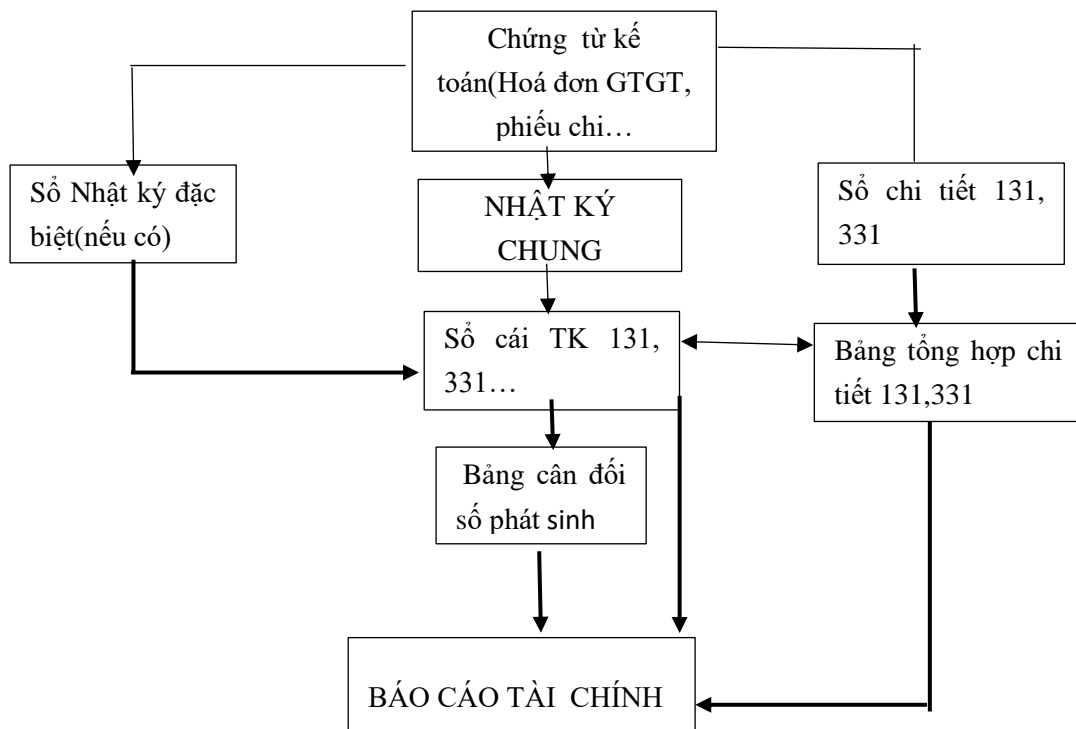 Chứng từ kế
toán(Hoá đơn GTGT,
phiếu chi…
Sổ Nhật ký đặc
biệt(nếu có)
NHẬT KÝ
CHUNG
Sổ chi tiết 131,
331
Sổ cái TK 131,
331…
Bảng tổng hợp chi
tiết 131,331
Bảng cân đối
số phát sinh
BÁO CÁO TÀI CHÍNH